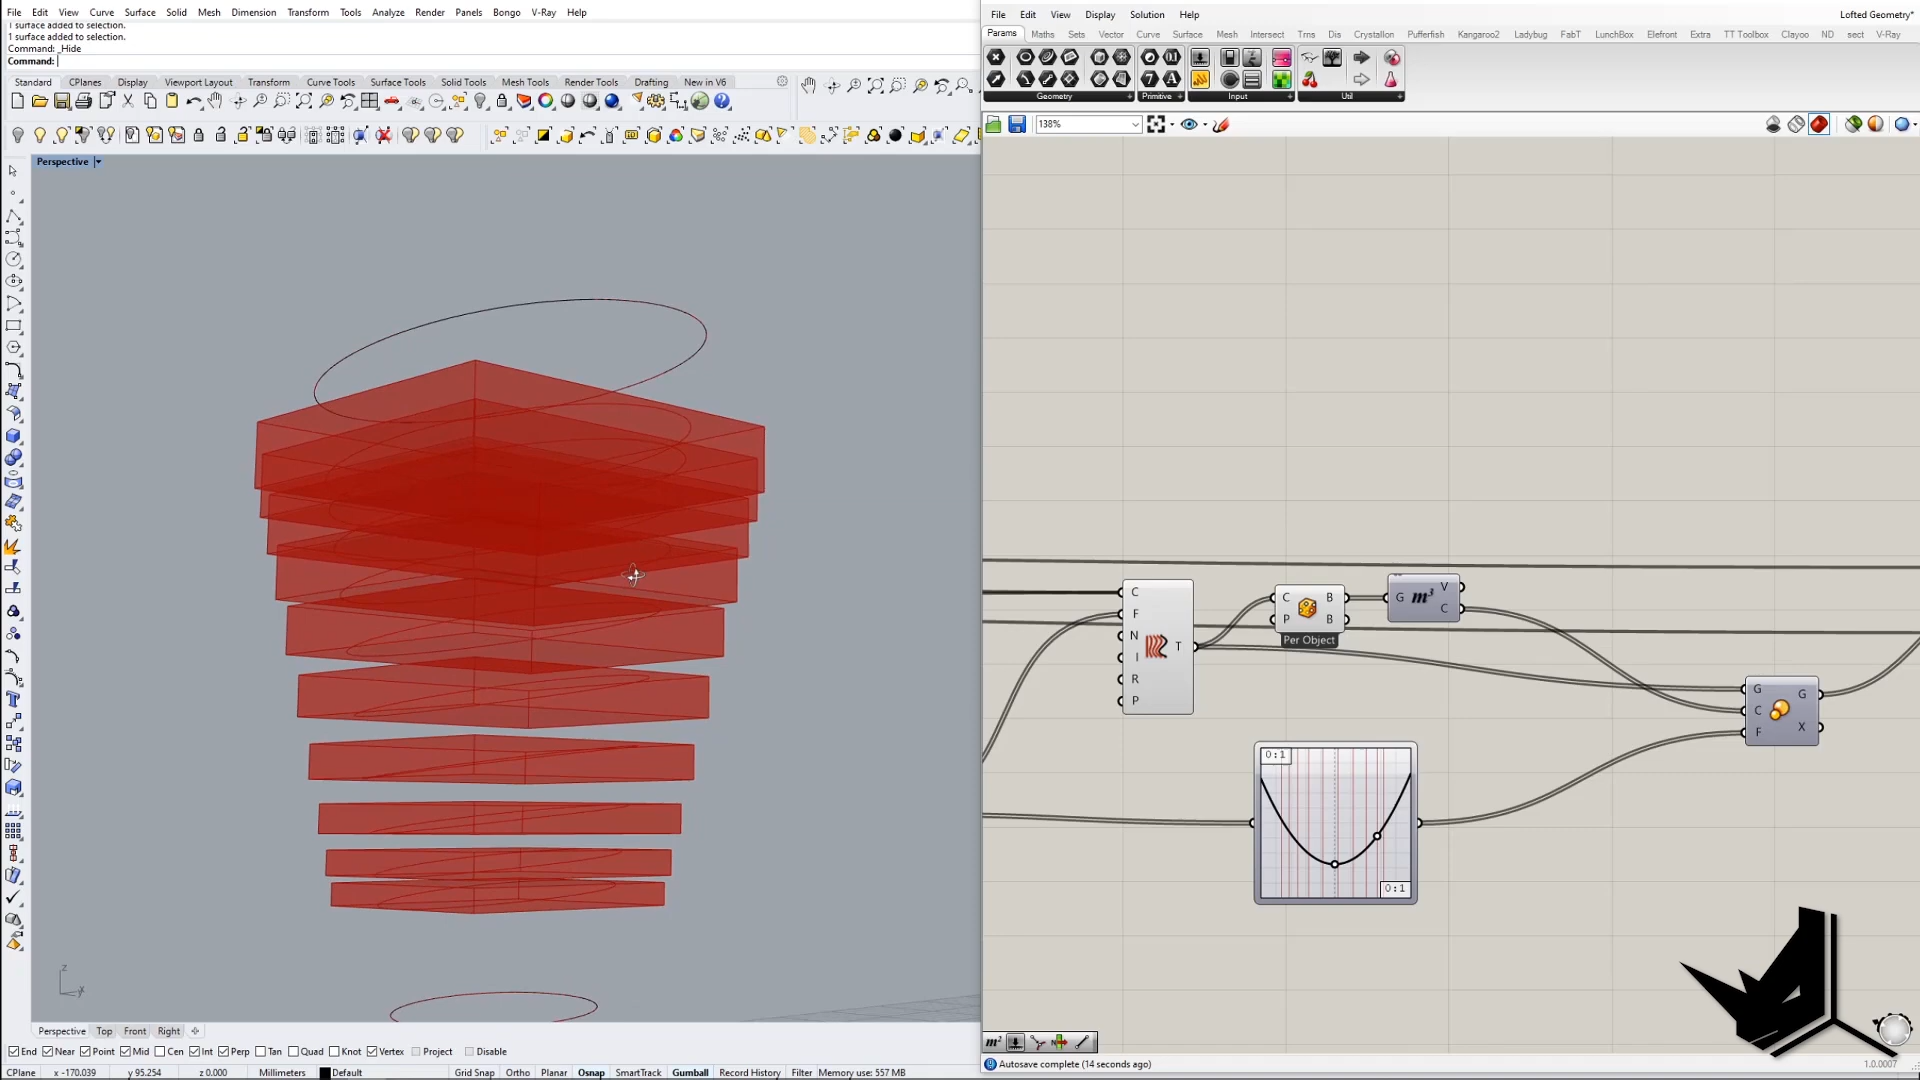 File Edit View Curve Surface Solid Mesh Dimension Transform Tools Analyze Render Panels Bongo V-Ray Help
1 surface added to selection.
1 surface added to selection.
Command: _Hide
Command:
Standard CPlanes Display Viewport Layout Transform Curve Tools Surface Tools Solid Tools Mesh Tools Render Tools Drafting New in V6
Perspective
z
y
Perspective Top Front Right
End Near Point Mid Cen Int Perp Tan Quad Knot Vertex Project Disable
CPlane x -170.039 y 95.254 z 0.000 Millimeters Default Grid Snap Ortho Planar Osnap SmartTrack Gumball Record History Filter Memory use: 557 MB
File Edit View Display Solution Help Lofted Geometry*
Params Maths Sets Vector Curve Surface Mesh Intersect Trns Dis Crystallon Pufferfish Kangaroo2 Ladybug FabT LunchBox Elefront Extra TT Toolbox Clayoo ND sect V-Ray
Geometry Primitive Input Util
138%
C
F
N
I
R
P
T
C B
P B
Per Object
G m³ V
C
G G
C
F X
0:1
0:1
m²
Autosave complete (14 seconds ago) 1.0.0007